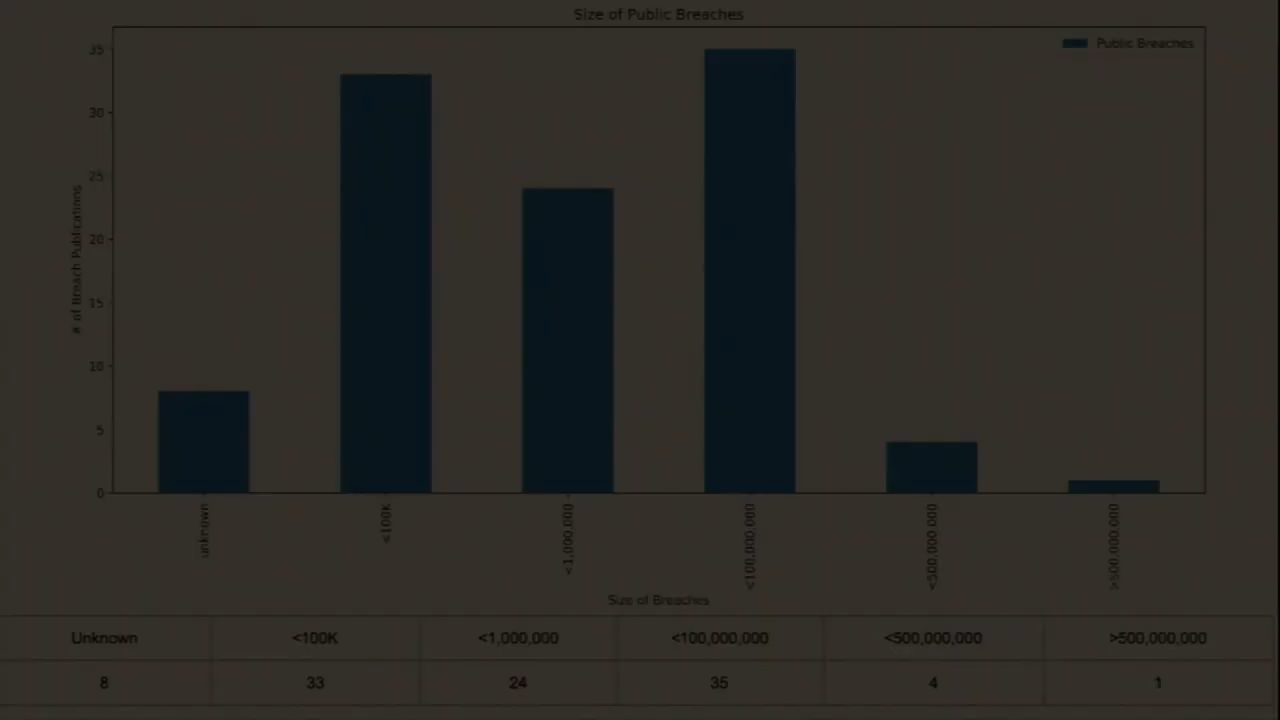 Size of Public Breaches
Public Breaches
# of Breach Publications
35
30
25
20
15
10
5
0
unknown
<100K
<1,000,000
<100,000,000
<500,000,000
>500,000,000
Size of Breaches
Unknown <100K <1,000,000 <100,000,000 <500,000,000 >500,000,000
8 33 24 35 4 1